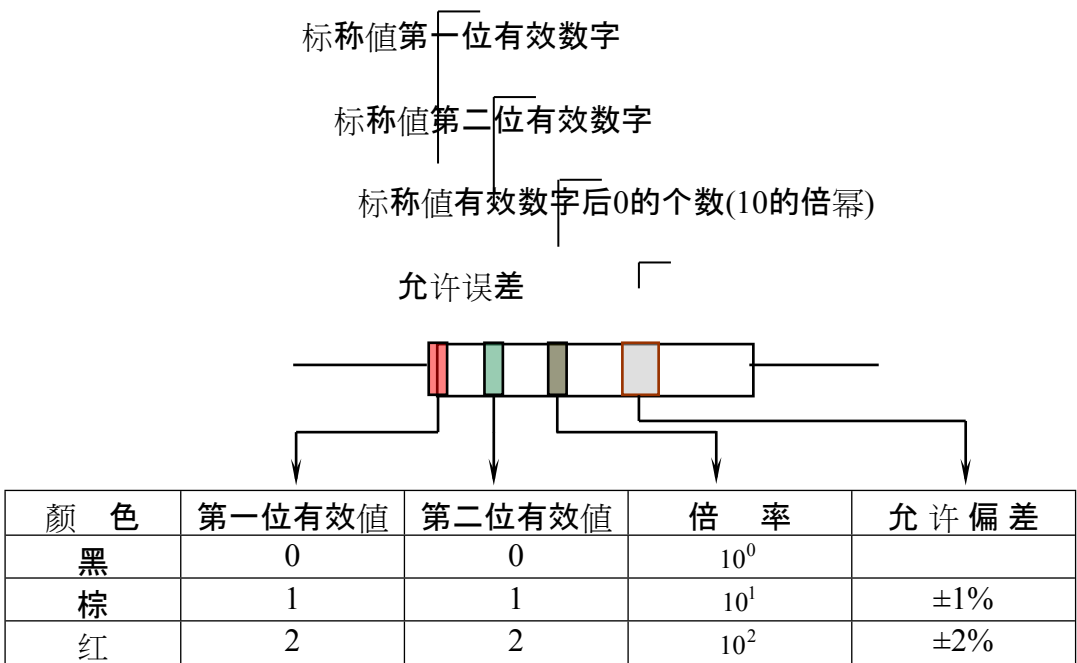 标称值第一位有效数字
标称值第二位有效数字
标称值有效数字后0的个数(10的倍幂)
允许误差
颜 色 第一位有效值 第二位有效值 倍 率 允 许 偏 差
黑 0 0 10⁰
棕 1 1 10¹ ±1%
红 2 2 10² ±2%